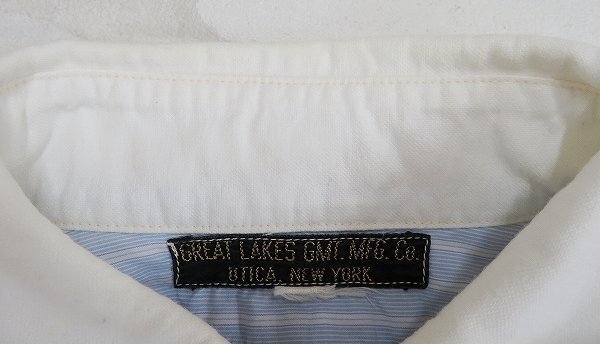 GREAT LAKES GMT. MFG. Co.
UTICA, NEW YORK